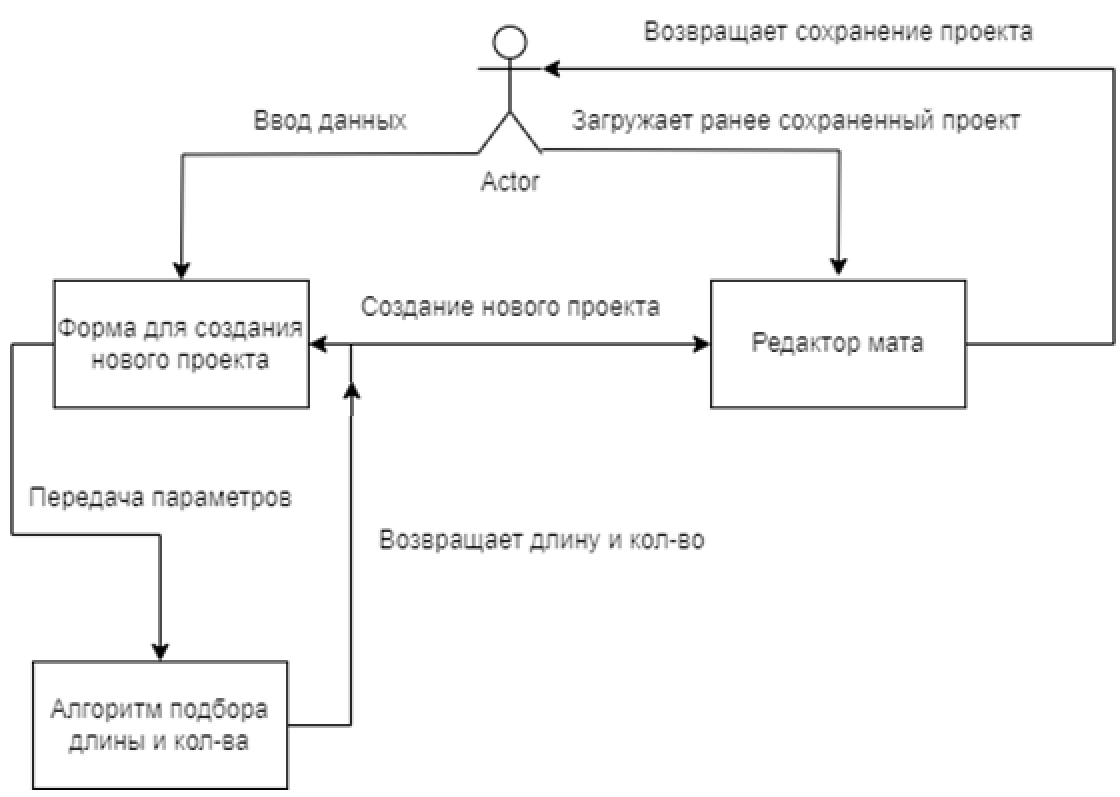 Возвращает сохранение проекта
Ввод данных
Загружает ранее сохраненный проект
Actor
Создание нового проекта
Форма для создания
нового проекта
Редактор мата
Передача параметров
Возвращает длину и кол-во
Алгоритм подбора
длины и кол-ва